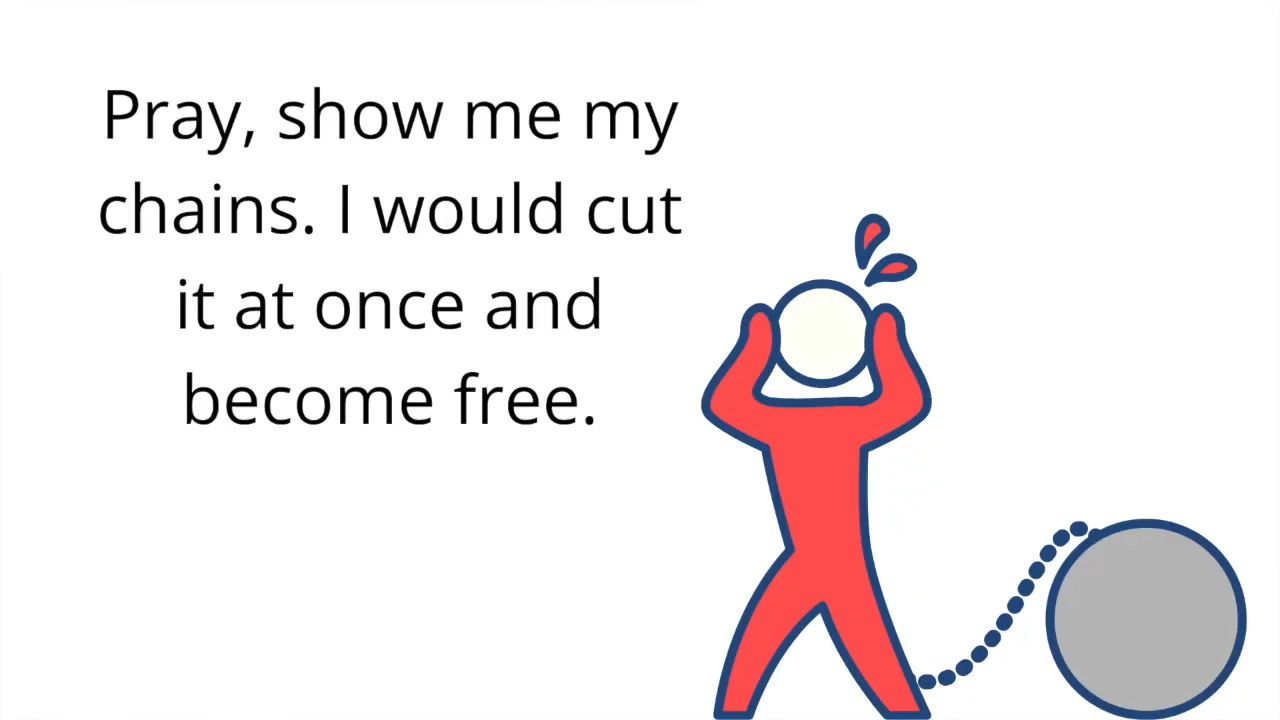 Pray, show me my
chains. I would cut
it at once and
become free.